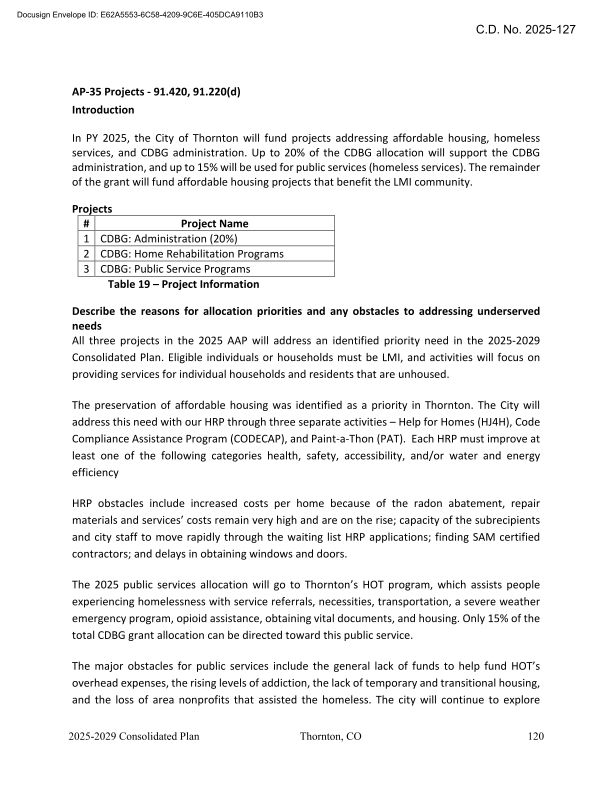 Docusign Envelope ID: E62A5553-6C58-4209-9C6E-405DCA9110B3
C.D. No. 2025-127
AP-35 Projects - 91.420, 91.220(d)
Introduction
In PY 2025, the City of Thornton will fund projects addressing affordable housing, homeless
services, and CDBG administration. Up to 20% of the CDBG allocation will support the CDBG
administration, and up to 15% will be used for public services (homeless services). The remainder
of the grant will fund affordable housing projects that benefit the LMI community.
Projects
# Project Name
1 CDBG: Administration (20%)
2 CDBG: Home Rehabilitation Programs
3 CDBG: Public Service Programs
Table 19 – Project Information
Describe the reasons for allocation priorities and any obstacles to addressing underserved
needs
All three projects in the 2025 AAP will address an identified priority need in the 2025-2029
Consolidated Plan. Eligible individuals or households must be LMI, and activities will focus on
providing services for individual households and residents that are unhoused.
The preservation of affordable housing was identified as a priority in Thornton. The City will
address this need with our HRP through three separate activities – Help for Homes (HJ4H), Code
Compliance Assistance Program (CODECAP), and Paint-a-Thon (PAT). Each HRP must improve at
least one of the following categories health, safety, accessibility, and/or water and energy
efficiency
HRP obstacles include increased costs per home because of the radon abatement, repair
materials and services’ costs remain very high and are on the rise; capacity of the subrecipients
and city staff to move rapidly through the waiting list HRP applications; finding SAM certified
contractors; and delays in obtaining windows and doors.
The 2025 public services allocation will go to Thornton’s HOT program, which assists people
experiencing homelessness with service referrals, necessities, transportation, a severe weather
emergency program, opioid assistance, obtaining vital documents, and housing. Only 15% of the
total CDBG grant allocation can be directed toward this public service.
The major obstacles for public services include the general lack of funds to help fund HOT’s
overhead expenses, the rising levels of addiction, the lack of temporary and transitional housing,
and the loss of area nonprofits that assisted the homeless. The city will continue to explore
2025-2029 Consolidated Plan Thornton, CO 120